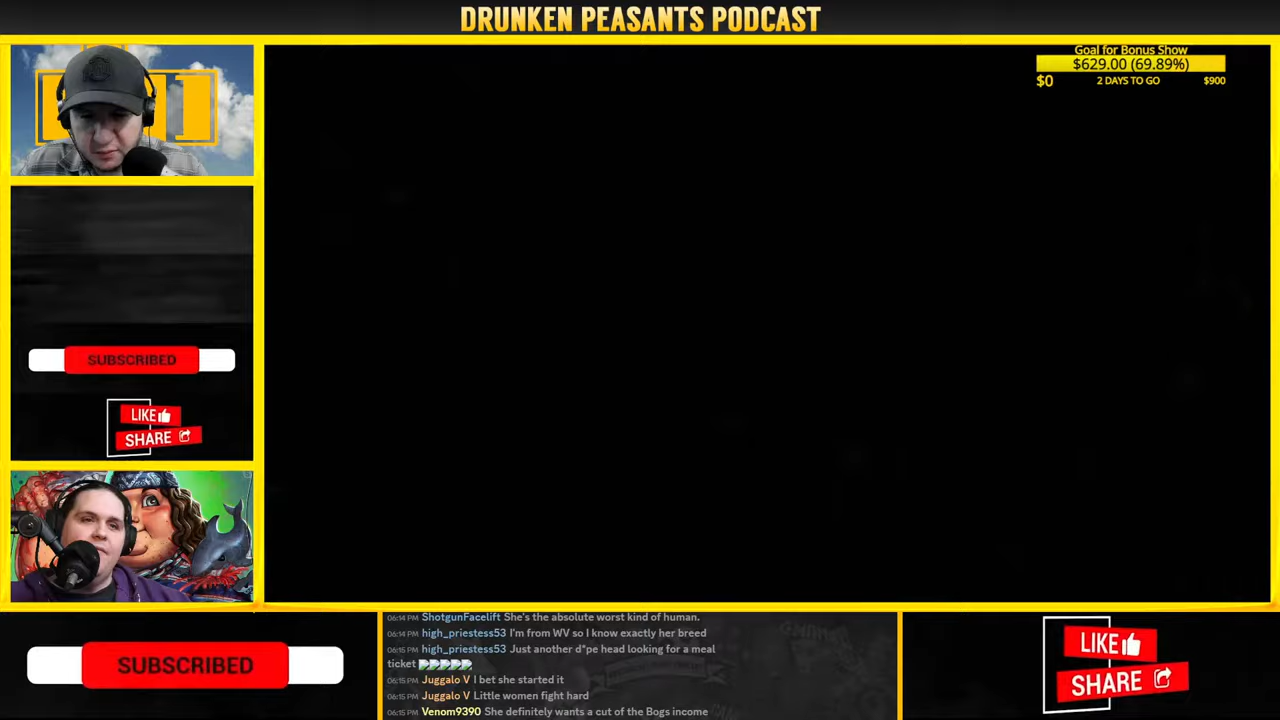 DRUNKEN PEASANTS PODCAST
Goal for Bonus Show
$629.00 (69.89%)
$0 2 DAYS TO GO $900
SUBSCRIBED
LIKE
SHARE
06:14 PM ShotgunFacelift She's the absolute worst kind of human.
06:14 PM high_priestess53 I'm from WV so I know exactly her breed
06:15 PM high_priestess53 Just another d*pe head looking for a meal
ticket
06:15 PM Juggalo V I bet she started it
06:15 PM Juggalo V Little women fight hard
06:15 PM Venom9390 She definitely wants a cut of the Bogs income
SUBSCRIBED
LIKE
SHARE